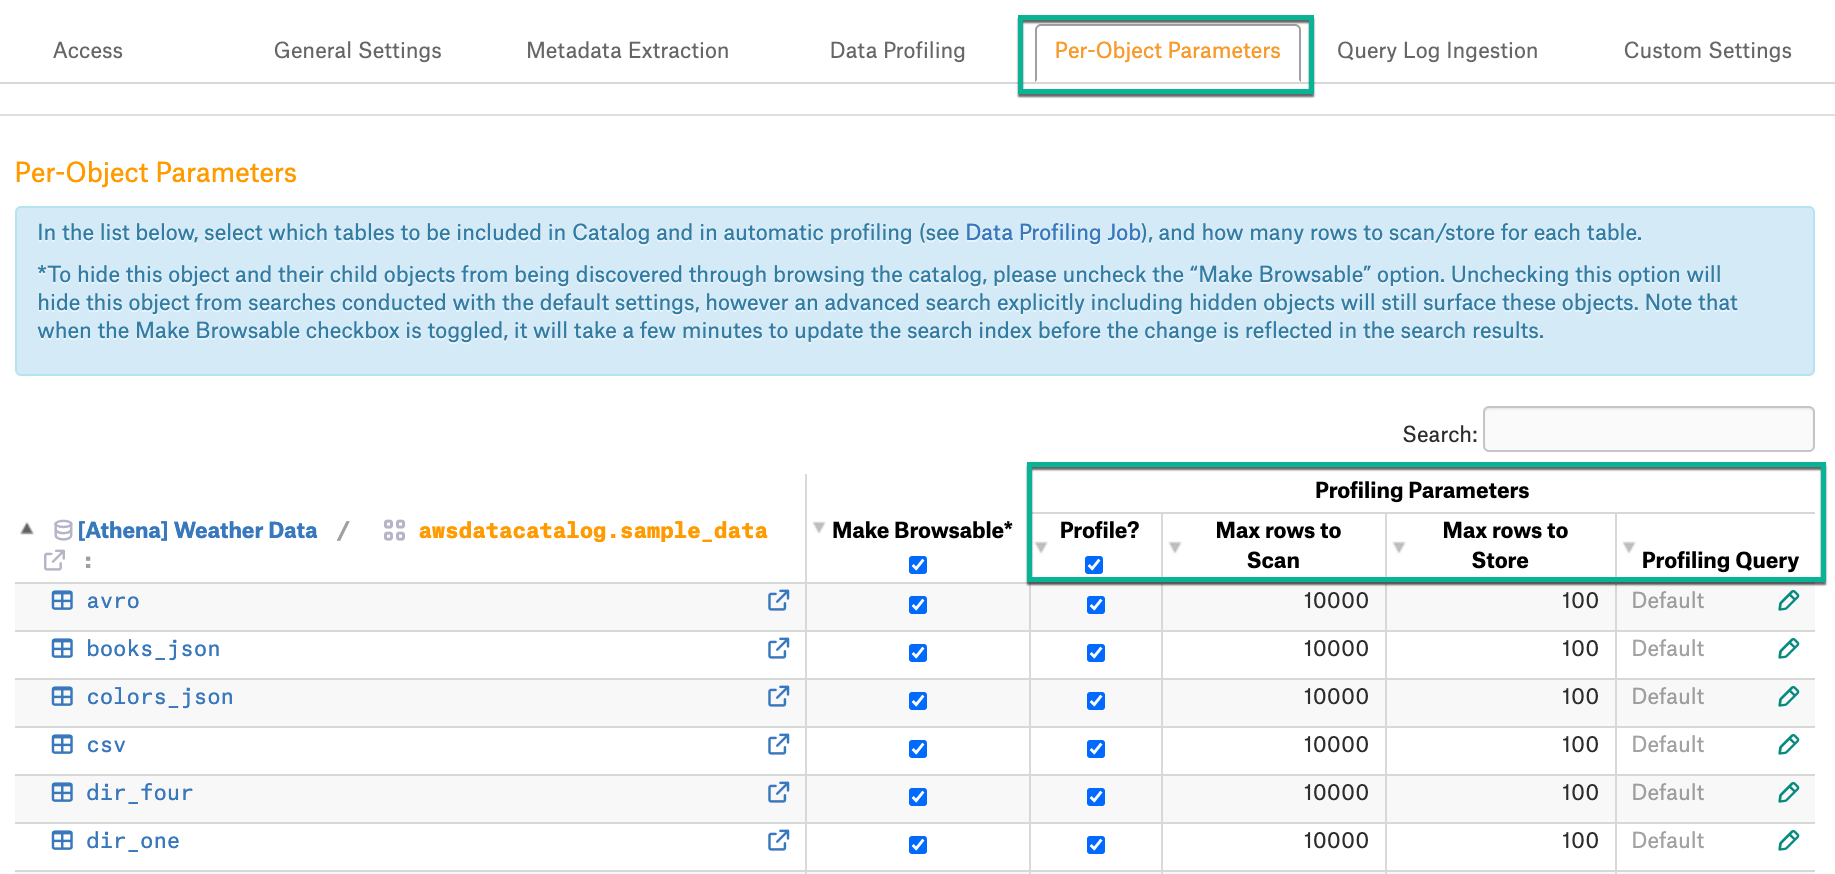 Access General Settings Metadata Extraction Data Profiling Per-Object Parameters Query Log Ingestion Custom Settings
Per-Object Parameters
In the list below, select which tables to be included in Catalog and in automatic profiling (see Data Profiling Job), and how many rows to scan/store for each table.
*To hide this object and their child objects from being discovered through browsing the catalog, please uncheck the “Make Browsable” option. Unchecking this option will
hide this object from searches conducted with the default settings, however an advanced search explicitly including hidden objects will still surface these objects. Note that
when the Make Browsable checkbox is toggled, it will take a few minutes to update the search index before the change is reflected in the search results.
Search:
Profiling Parameters
[Athena] Weather Data / awsdatacatalog.sample_data Make Browsable* Profile? Max rows to Max rows to
: Scan Store Profiling Query
avro 10000 100 Default
books_json 10000 100 Default
colors_json 10000 100 Default
csv 10000 100 Default
dir_four 10000 100 Default
dir_one 10000 100 Default